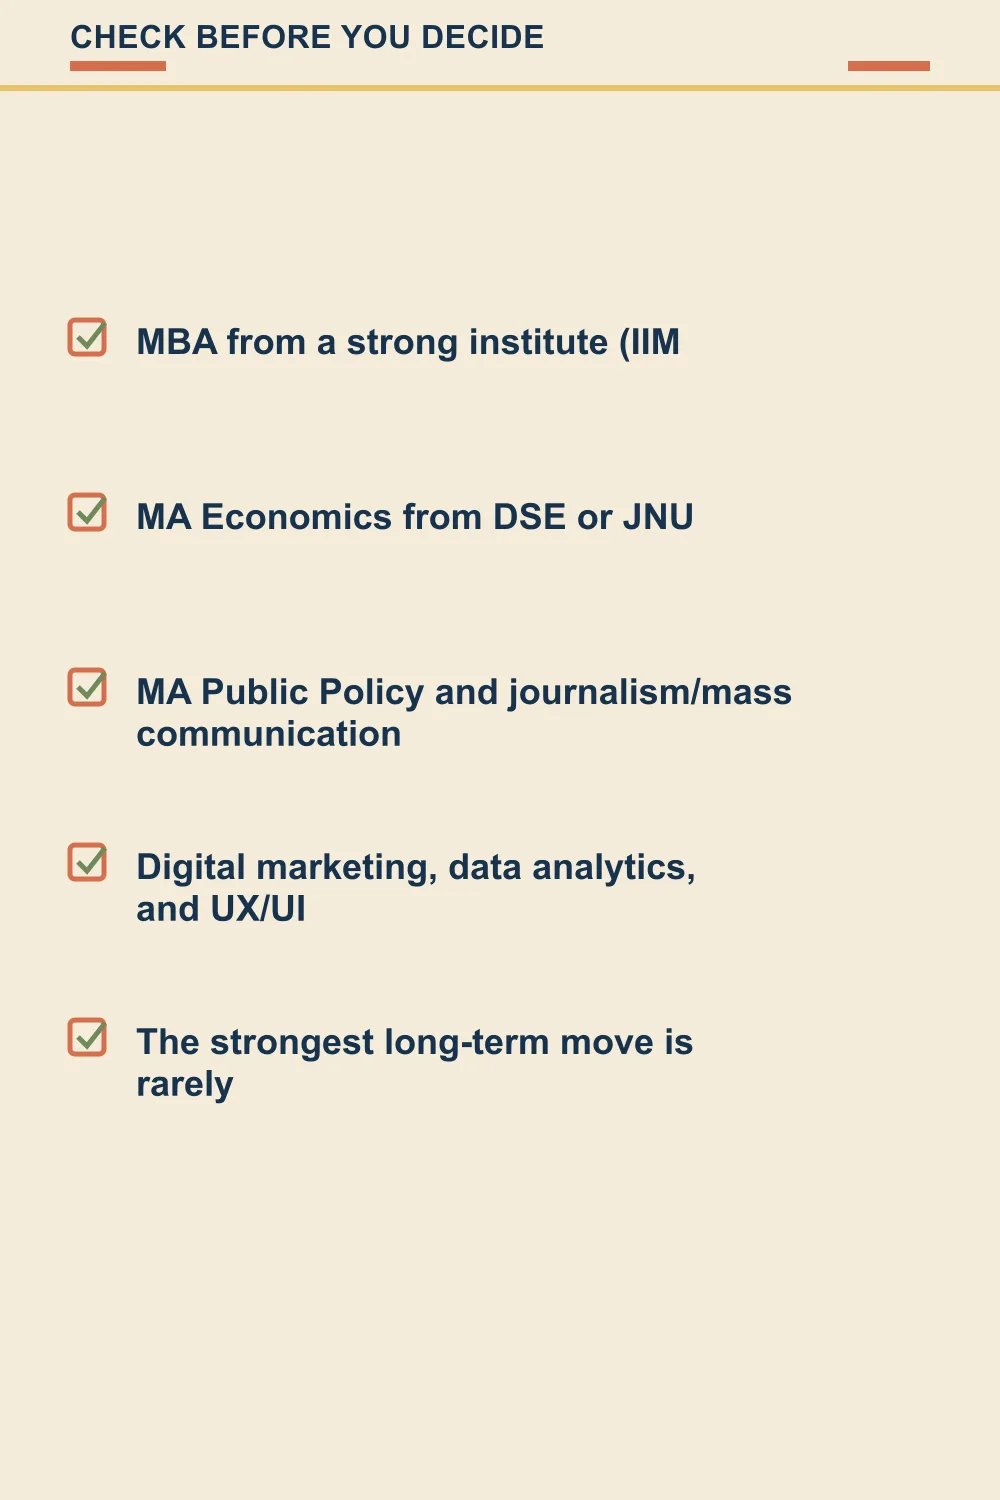 CHECK BEFORE YOU DECIDE
MBA from a strong institute (IIM
MA Economics from DSE or JNU
MA Public Policy and journalism/mass
communication
Digital marketing, data analytics,
and UX/UI
The strongest long-term move is
rarely